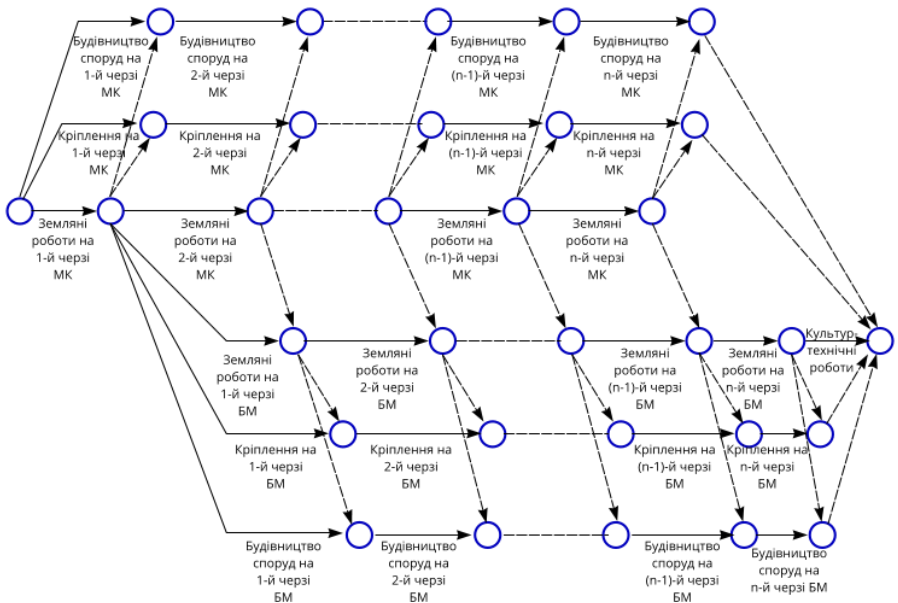 Будівництво
споруд на
1-й черзі
МК
Будівництво
споруд на
2-й черзі
МК
Будівництво
споруд на
(n-1)-й черзі
МК
Будівництво
споруд на
n-й черзі
МК
Кріплення на
1-й черзі
МК
Кріплення на
2-й черзі
МК
Кріплення на
(n-1)-й черзі
МК
Кріплення на
n-й черзі
МК
Земляні
роботи на
1-й черзі
МК
Земляні
роботи на
2-й черзі
МК
Земляні
роботи на
(n-1)-й черзі
МК
Земляні
роботи на
n-й черзі
МК
Земляні
роботи на
1-й черзі
БМ
Земляні
роботи на
2-й черзі
БМ
Земляні
роботи на
(n-1)-й черзі
БМ
Земляні
роботи на
n-й черзі
БМ
Культур-
технічні
роботи
Кріплення на
1-й черзі
БМ
Кріплення на
2-й черзі
БМ
Кріплення на
(n-1)-й черзі
БМ
Кріплення на
n-й черзі
БМ
Будівництво
споруд на
1-й черзі
БМ
Будівництво
споруд на
2-й черзі
БМ
Будівництво
споруд на
(n-1)-й черзі
БМ
Будівництво
споруд на
n-й черзі БМ